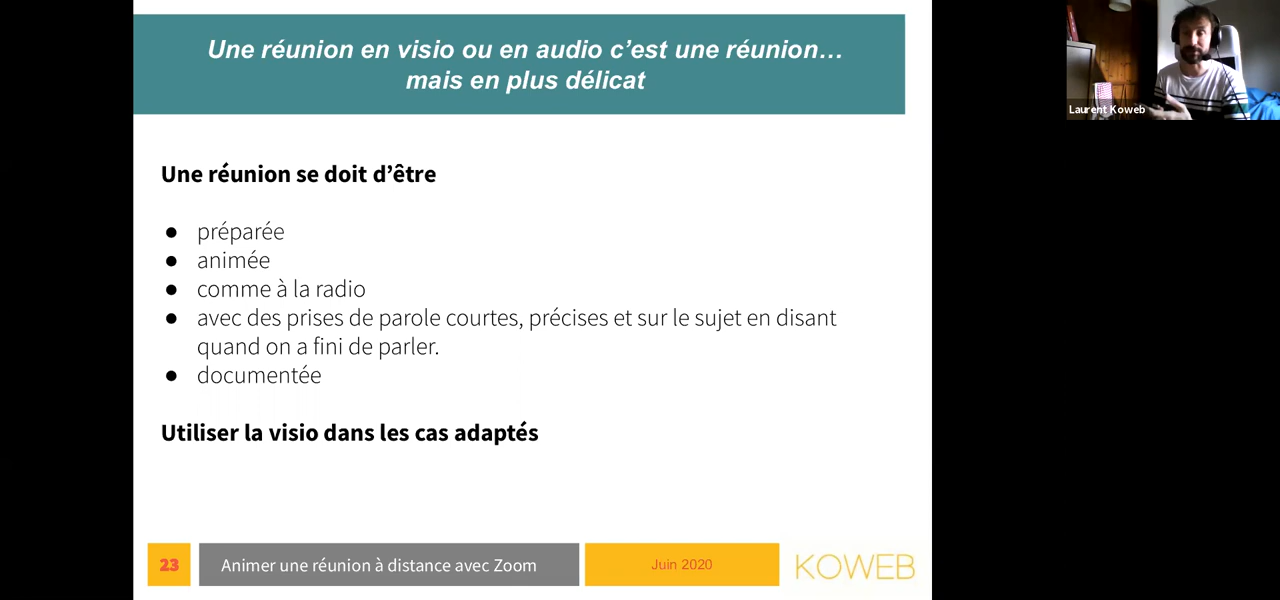 Une réunion en visio ou en audio c’est une réunion…
mais en plus délicat
Laurent Koweb
Une réunion se doit d’être
● préparée
● animée
● comme à la radio
● avec des prises de parole courtes, précises et sur le sujet en disant
quand on a fini de parler.
● documentée
Utiliser la visio dans les cas adaptés
23
Animer une réunion à distance avec Zoom
Juin 2020
KOWEB